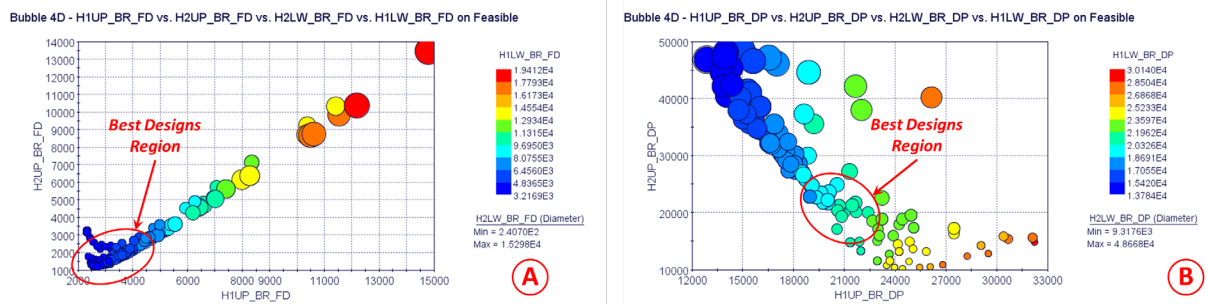 Bubble 4D - H1UP_BR_FD vs. H2UP_BR_FD vs. H2LW_BR_FD vs. H1LW_BR_FD on Feasible
14000
13000
12000
11000
10000
9000
8000
7000
6000
5000
4000
3000
2000
1000
H2UP_BR_FD
Best Designs
Region
2000 4000 6000 8000 9000 11000 13000 15000
H1UP_BR_FD
H1LW_BR_FD
1.9412E4
1.7793E4
1.6173E4
1.4554E4
1.2934E4
1.1315E4
9.6950E3
8.0755E3
6.4560E3
4.8365E3
3.2169E3
H2LW_BR_FD (Diameter)
Min = 2.4070E2
Max = 1.5298E4
A
Bubble 4D - H1UP_BR_DP vs. H2UP_BR_DP vs. H2LW_BR_DP vs. H1LW_BR_DP on Feasible
50000
40000
30000
20000
10000
H2UP_BR_DP
Best Designs
Region
12000 15000 18000 21000 24000 27000 30000 33000
H1UP_BR_DP
H1LW_BR_DP
3.0140E4
2.8504E4
2.6868E4
2.5233E4
2.3597E4
2.1962E4
2.0326E4
1.8691E4
1.7055E4
1.5420E4
1.3784E4
H2LW_BR_DP (Diameter)
Min = 9.3176E3
Max = 4.8668E4
B